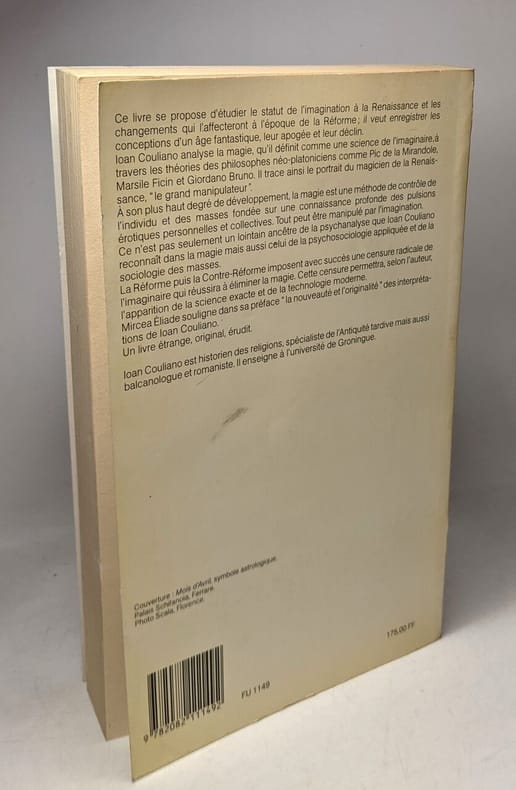 Ce livre se propose d'étudier le statut de l'imagination à la Renaissance et les
changements qui l'affecteront à l'époque de la Réforme; il veut enregistrer les
conceptions d'un âge fantastique, leur apogée et leur déclin.
Ioan Couliano analyse la magie, qu'il définit comme une science de l'imaginaire, à
travers les théories des philosophes néo-platoniciens comme Pic de la Mirandole,
Marsile Ficin et Giordano Bruno. Il trace ainsi le portrait du magicien de la Renais-
sance, "le grand manipulateur".
À son plus haut degré de développement, la magie est une méthode de contrôle de
l'individu et des masses fondée sur une connaissance profonde des pulsions
érotiques personnelles et collectives. Tout peut être manipulé par l'imagination.
Ce n'est pas seulement un lointain ancêtre de la psychanalyse que Ioan Couliano
reconnaît dans la magie mais aussi celui de la psychosociologie appliquée et de la
sociologie des masses.
La Réforme puis la Contre-Réforme imposent avec succès une censure radicale de
l'imaginaire qui réussira à éliminer la magie. Cette censure permettra, selon l'auteur,
l'apparition de la science exacte et de la technologie moderne.
Mircea Éliade souligne dans sa préface "la nouveauté et l'originalité" des interpréta-
tions de Ioan Couliano.
Un livre étrange, original, érudit.
Ioan Couliano est historien des religions, spécialiste de l'Antiquité tardive mais aussi
balcanologue et romaniste. Il enseigne à l'université de Groningue.
Couverture : Mois d'Avril, symbole astrologique.
Palais Schifanoia, Ferrare.
Photo Scala, Florence.
175,00 FF
FU 1149
9 782082 111492